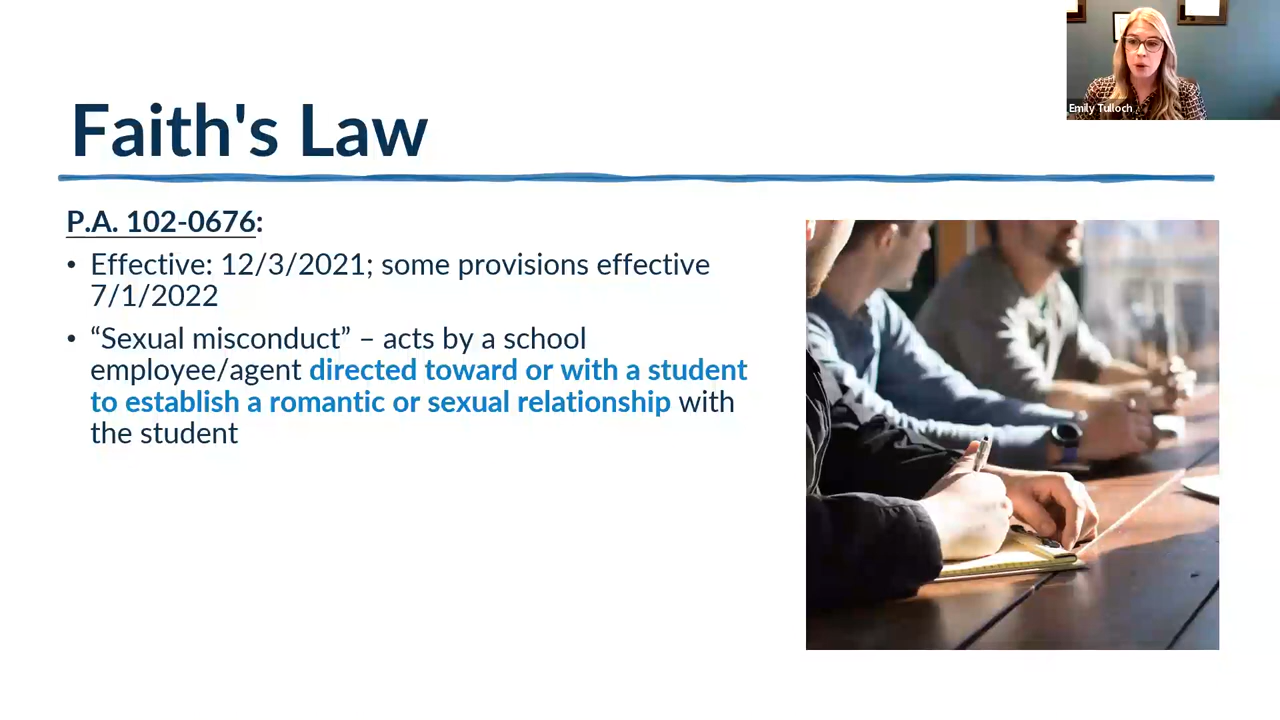 Emily Tulloch
Faith's Law
P.A. 102-0676:
• Effective: 12/3/2021; some provisions effective
7/1/2022
• “Sexual misconduct” – acts by a school
employee/agent directed toward or with a student
to establish a romantic or sexual relationship with
the student